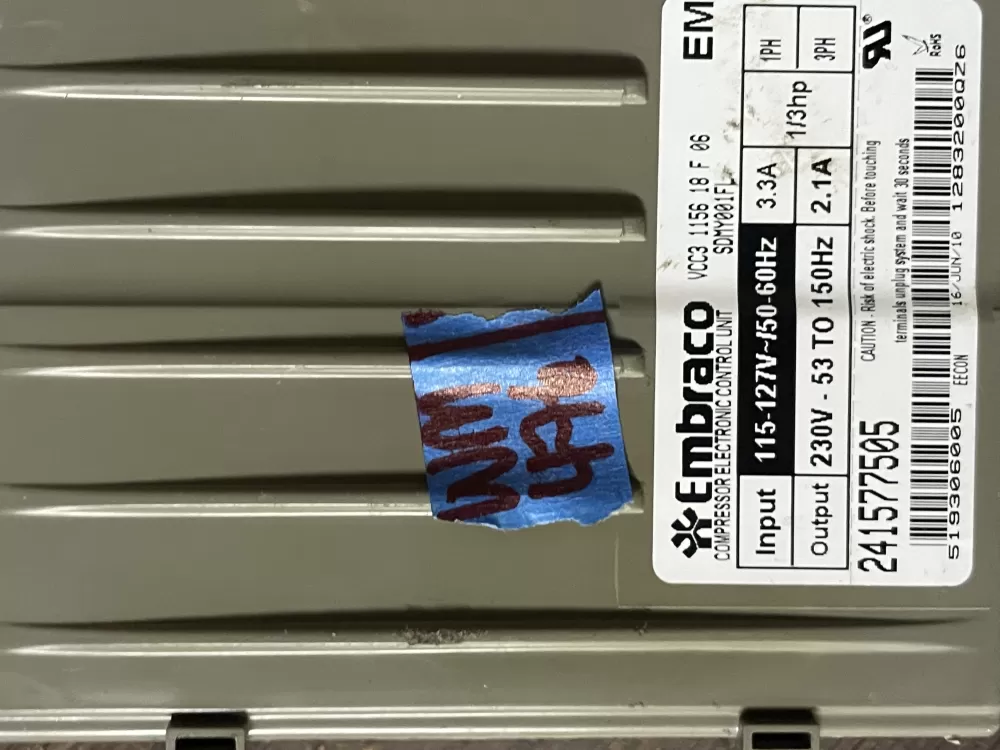 Embraco EM
VCC3 1156 18 F 06
COMPRESSOR ELECTRONIC CONTROL UNIT SDMY001FL
Input 115-127V~/50-60Hz 3.3A 1/3hp 1PH
Output 230V - 53 TO 150Hz 2.1A 3PH
241577505
CAUTION - Risk of electric shock. Before touching
terminals unplug system and wait 30 seconds
RoHS
EECON 16/JUN/10
519306005 1283200QZ6